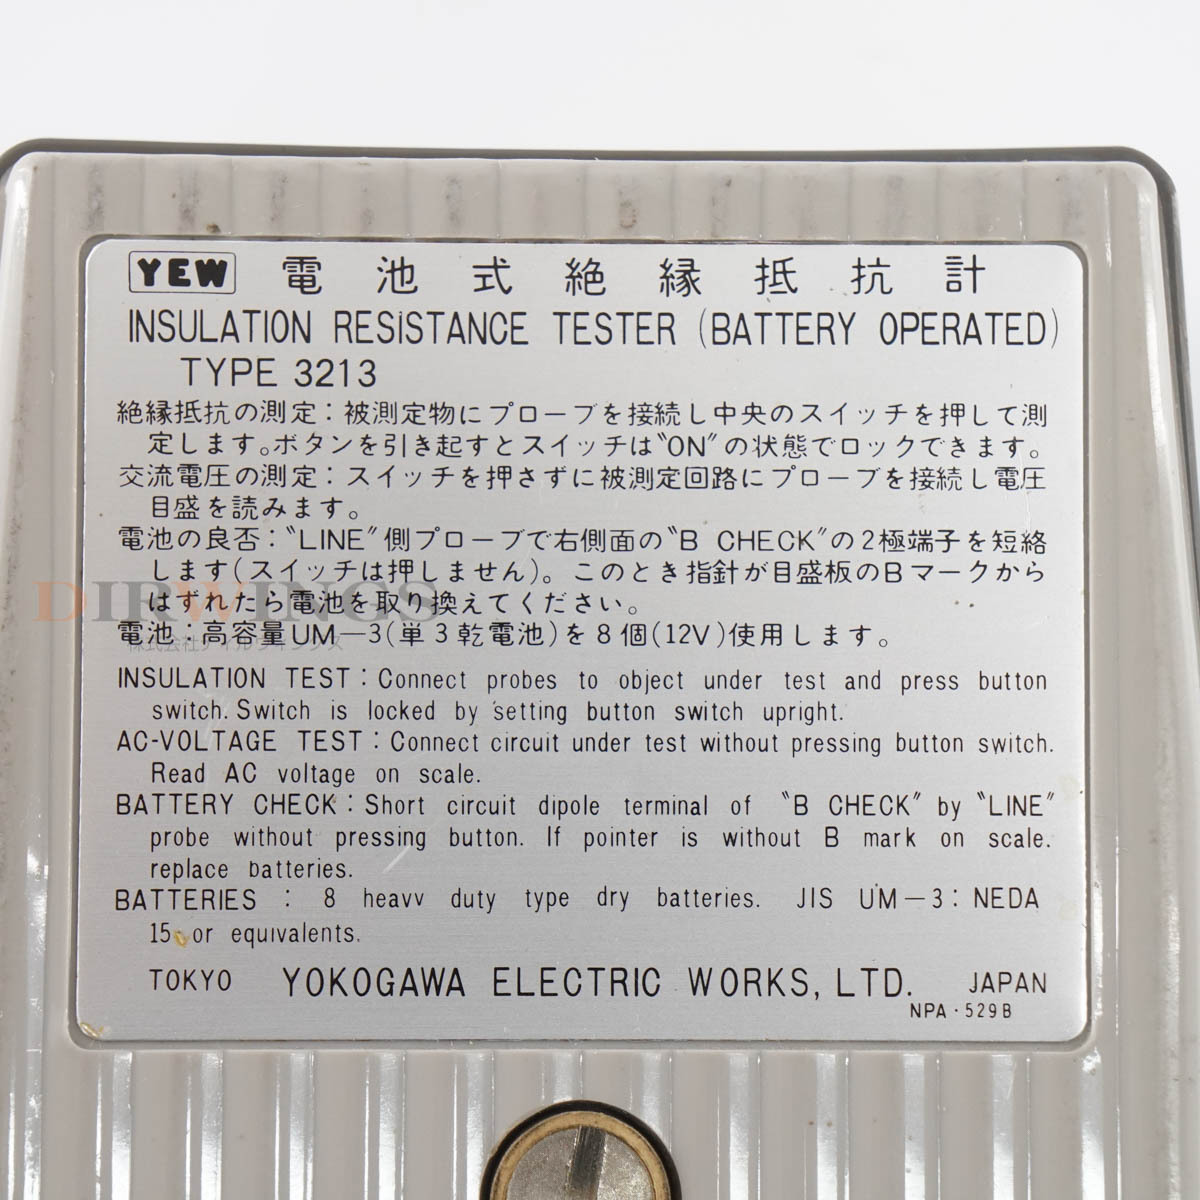 YEW 電池式絶縁抵抗計
INSULATION RESISTANCE TESTER (BATTERY OPERATED)
TYPE 3213
絶縁抵抗の測定：被測定物にプローブを接続し中央のスイッチを押して測
定します。ボタンを引き起すとスイッチは"ON"の状態でロックできます。
交流電圧の測定：スイッチを押さずに被測定回路にプローブを接続し電圧
目盛を読みます。
電池の良否："LINE"側プローブで右側面の"B CHECK"の2極端子を短絡
します(スイッチは押しません)。このとき指針が目盛板のBマークから
はずれたら電池を取り換えてください。
DIRWINGS
電池：高容量UM-3(単3乾電池)を8個(12V)使用します。
株式会社ディルウィングス
INSULATION TEST : Connect probes to object under test and press button
switch. Switch is locked by setting button switch upright.
AC-VOLTAGE TEST : Connect circuit under test without pressing button switch.
Read AC voltage on scale.
BATTERY CHECK : Short circuit dipole terminal of "B CHECK" by "LINE"
probe without pressing button. If pointer is without B mark on scale.
replace batteries.
BATTERIES : 8 heavy duty type dry batteries. JIS UM-3 : NEDA
15 or equivalents.
TOKYO YOKOGAWA ELECTRIC WORKS, LTD. JAPAN
NPA・529B